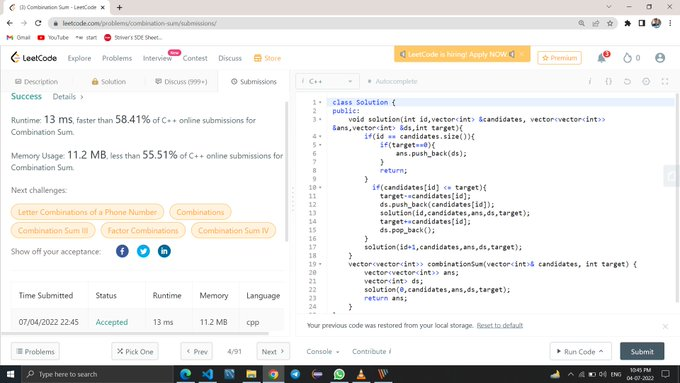 (3) Combination Sum - LeetCode
leetcode.com/problems/combination-sum/submissions/
Gmail
YouTube
start
Striver's SDE Sheet...
LeetCode
Explore
Problems
Interview
New
Contest
Discuss
Store
LeetCode is hiring! Apply NOW.
Premium
3
0
Description
Solution
Discuss (999+)
Submissions
C++
Autocomplete
Success
Details
Runtime: 13 ms, faster than 58.41% of C++ online submissions for
Combination Sum.
Memory Usage: 11.2 MB, less than 55.51% of C++ online submissions for
Combination Sum.
Next challenges:
Letter Combinations of a Phone Number
Combinations
Combination Sum III
Factor Combinations
Combination Sum IV
Show off your acceptance:
Time Submitted
Status
Runtime
Memory
Language
07/04/2022 22:45
Accepted
13 ms
11.2 MB
cpp
1 class Solution {
2 public:
3 void solution(int id,vector<int> &candidates, vector<vector<int>>
&ans,vector<int> &ds,int target){
4 if(id == candidates.size()){
5 if(target==0){
6 ans.push_back(ds);
7 }
8 return;
9 }
10 if(candidates[id] <= target){
11 target-=candidates[id];
12 ds.push_back(candidates[id]);
13 solution(id,candidates,ans,ds,target);
14 target+=candidates[id];
15 ds.pop_back();
16 }
17 solution(id+1,candidates,ans,ds,target);
18 }
19 vector<vector<int>> combinationSum(vector<int>& candidates, int target) {
20 vector<vector<int>> ans;
21 vector<int> ds;
22 solution(0,candidates,ans,ds,target);
23 return ans;
24 }
Your previous code was restored from your local storage. Reset to default
Problems
Pick One
Prev
4/91
Next
Console
Contribute
Run Code
Submit
Type here to search
10:45 PM
04-07-2022